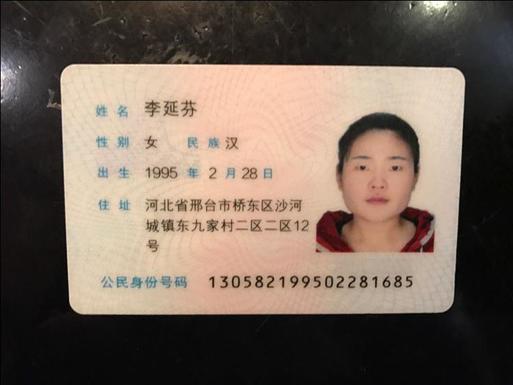 姓名 李延芬
性别 女 民族 汉
出生 1995 年 2 月 28 日
住址 河北省邢台市桥东区沙河
城镇东九家村二区二区12
号
公民身份号码 130582199502281685